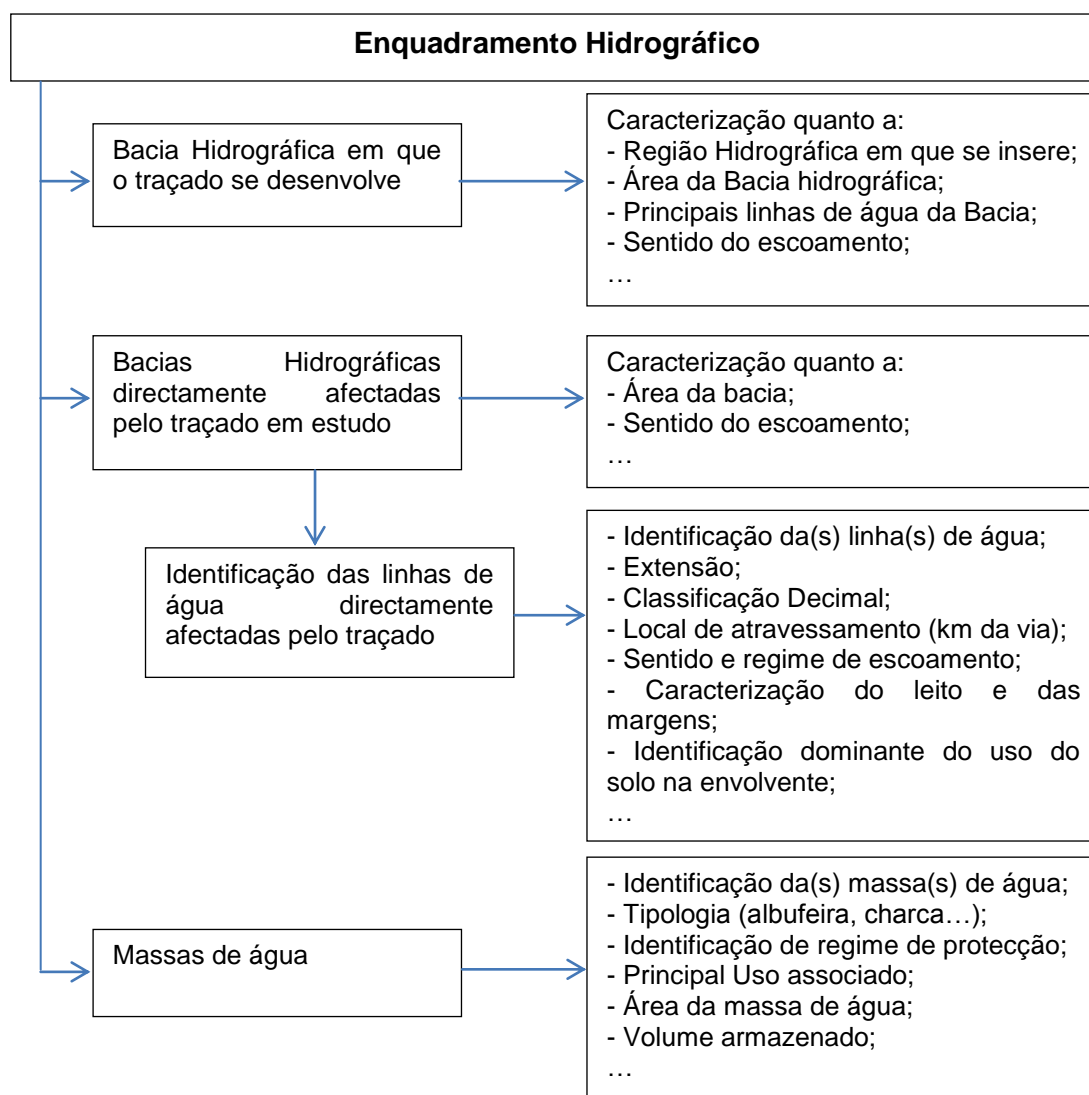 Enquadramento Hidrográfico
Bacia Hidrográfica em que
o traçado se desenvolve
Caracterização quanto a:
- Região Hidrográfica em que se insere;
- Área da Bacia hidrográfica;
- Principais linhas de água da Bacia;
- Sentido do escoamento;
…
Bacias Hidrográficas
directamente afectadas
pelo traçado em estudo
Caracterização quanto a:
- Área da bacia;
- Sentido do escoamento;
…
Identificação das linhas de
água directamente
afectadas pelo traçado
- Identificação da(s) linha(s) de água;
- Extensão;
- Classificação Decimal;
- Local de atravessamento (km da via);
- Sentido e regime de escoamento;
- Caracterização do leito e das
margens;
- Identificação dominante do uso do
solo na envolvente;
…
Massas de água
- Identificação da(s) massa(s) de água;
- Tipologia (albufeira, charca…);
- Identificação de regime de protecção;
- Principal Uso associado;
- Área da massa de água;
- Volume armazenado;
…